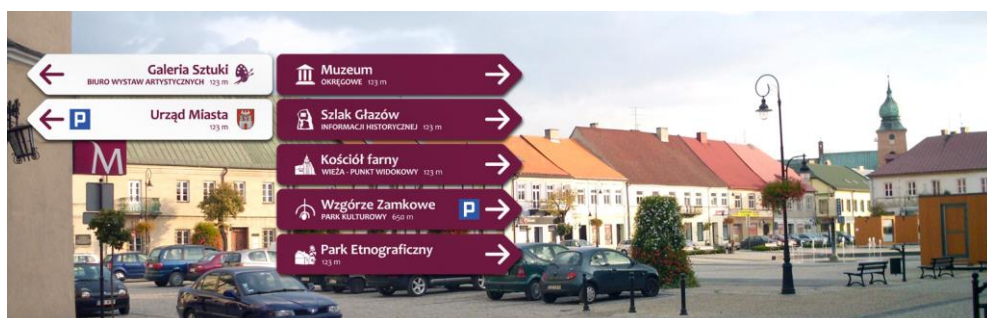 Galeria Sztuki
BIURO WYSTAW ARTYSTYCZNYCH 123 m
P
Urząd Miasta
123 m
M
Muzeum
OKRĘGOWE 123 m
Szlak Głazów
INFORMACJI HISTORYCZNEJ 123 m
Kościół farny
WIEŻA - PUNKT WIDOKOWY 123 m
Wzgórze Zamkowe
PARK KULTUROWY 650 m
P
Park Etnograficzny
123 m